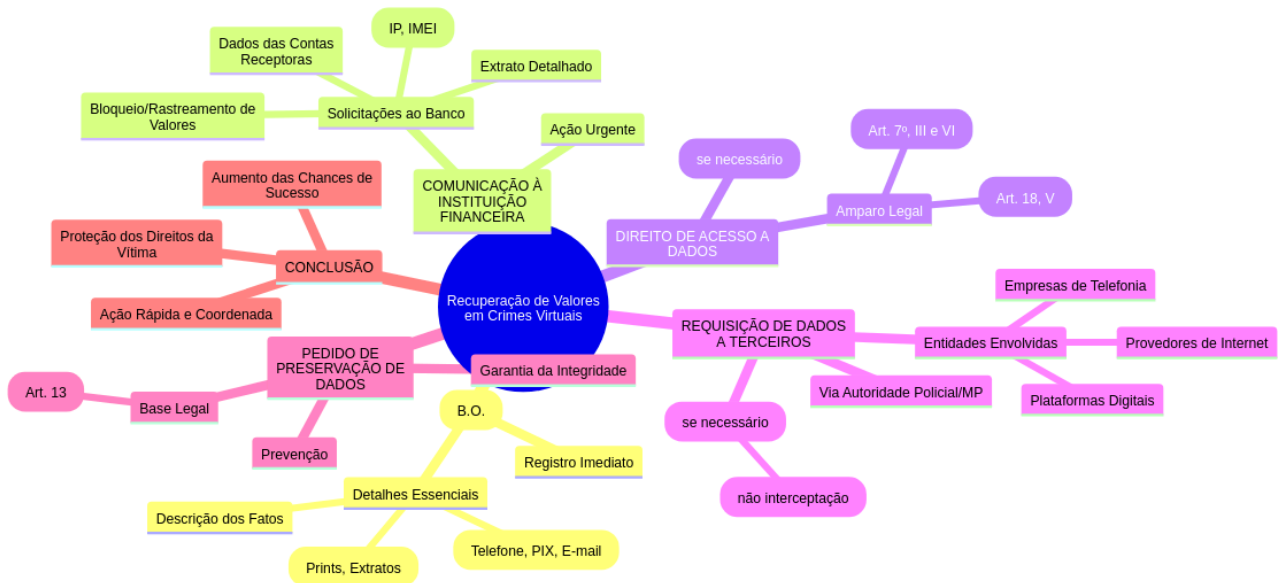 IP, IMEI
Dados das Contas
Receptoras
Extrato Detalhado
Bloqueio/Rastreamento de
Valores
Solicitações ao Banco
Ação Urgente
COMUNICAÇÃO À
INSTITUIÇÃO
FINANCEIRA
Art. 7º, III e VI
se necessário
Art. 18, V
Amparo Legal
DIREITO DE ACESSO A
DADOS
Aumento das Chances de
Sucesso
Proteção dos Direitos da
Vítima
CONCLUSÃO
Ação Rápida e Coordenada
Recuperação de Valores
em Crimes Virtuais
Empresas de Telefonia
REQUISIÇÃO DE DADOS
A TERCEIROS
Entidades Envolvidas
Provedores de Internet
Via Autoridade Policial/MP
Plataformas Digitais
se necessário
não interceptação
PEDIDO DE
PRESERVAÇÃO DE
DADOS
Garantia da Integridade
Art. 13
Base Legal
Prevenção
B.O.
Registro Imediato
Detalhes Essenciais
Descrição dos Fatos
Telefone, PIX, E-mail
Prints, Extratos